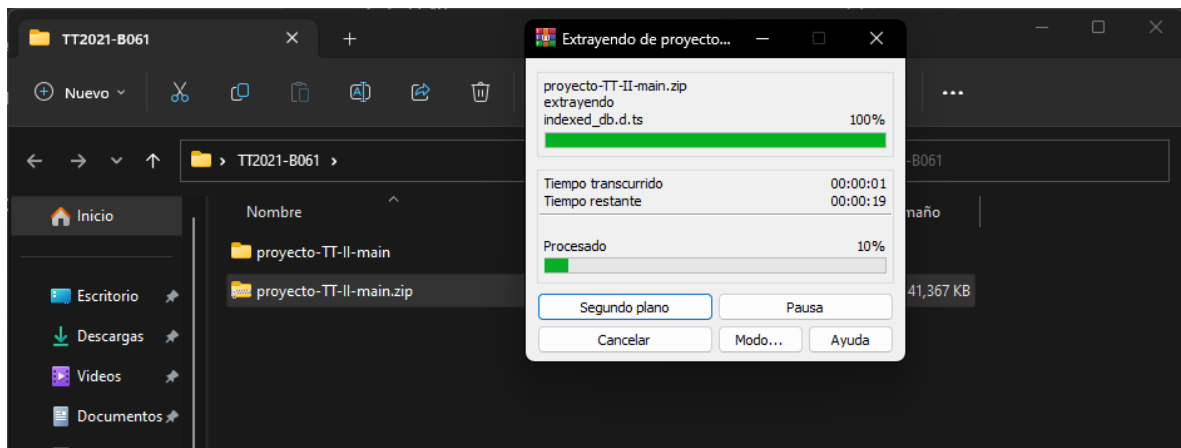 TT2021-B061
Nuevo
TT2021-B061
-B061
Inicio
Escritorio
Descargas
Videos
Documentos
Nombre
maño
proyecto-TT-II-main
proyecto-TT-II-main.zip
41,367 KB
Extrayendo de proyecto...
proyecto-TT-II-main.zip
extrayendo
indexed_db.d.ts 100%
Tiempo transcurrido 00:00:01
Tiempo restante 00:00:19
Procesado 10%
Segundo plano Pausa
Cancelar Modo... Ayuda